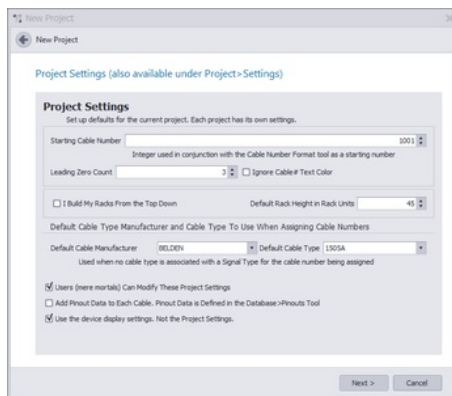 New Project
New Project
Project Settings (also available under Project>Settings)
Project Settings
Set up defaults for the current project. Each project has its own settings.
Starting Cable Number 1001
Integer used in conjunction with the Cable Number Format tool as a starting number
Leading Zero Count 3 Ignore Cable# Text Color
I Build My Racks From the Top Down Default Rack Height in Rack Units 45
Default Cable Type Manufacturer and Cable Type To Use When Assigning Cable Numbers
Default Cable Manufacturer BELDEN Default Cable Type 1505A
Used when no cable type is associated with a Signal Type for the cable number being assigned
Users (mere mortals) Can Modify These Project Settings
Add Pinout Data to Each Cable. Pinout Data is Defined in the Database>Pinouts Tool
Use the device display settings. Not the Project Settings.
Next > Cancel